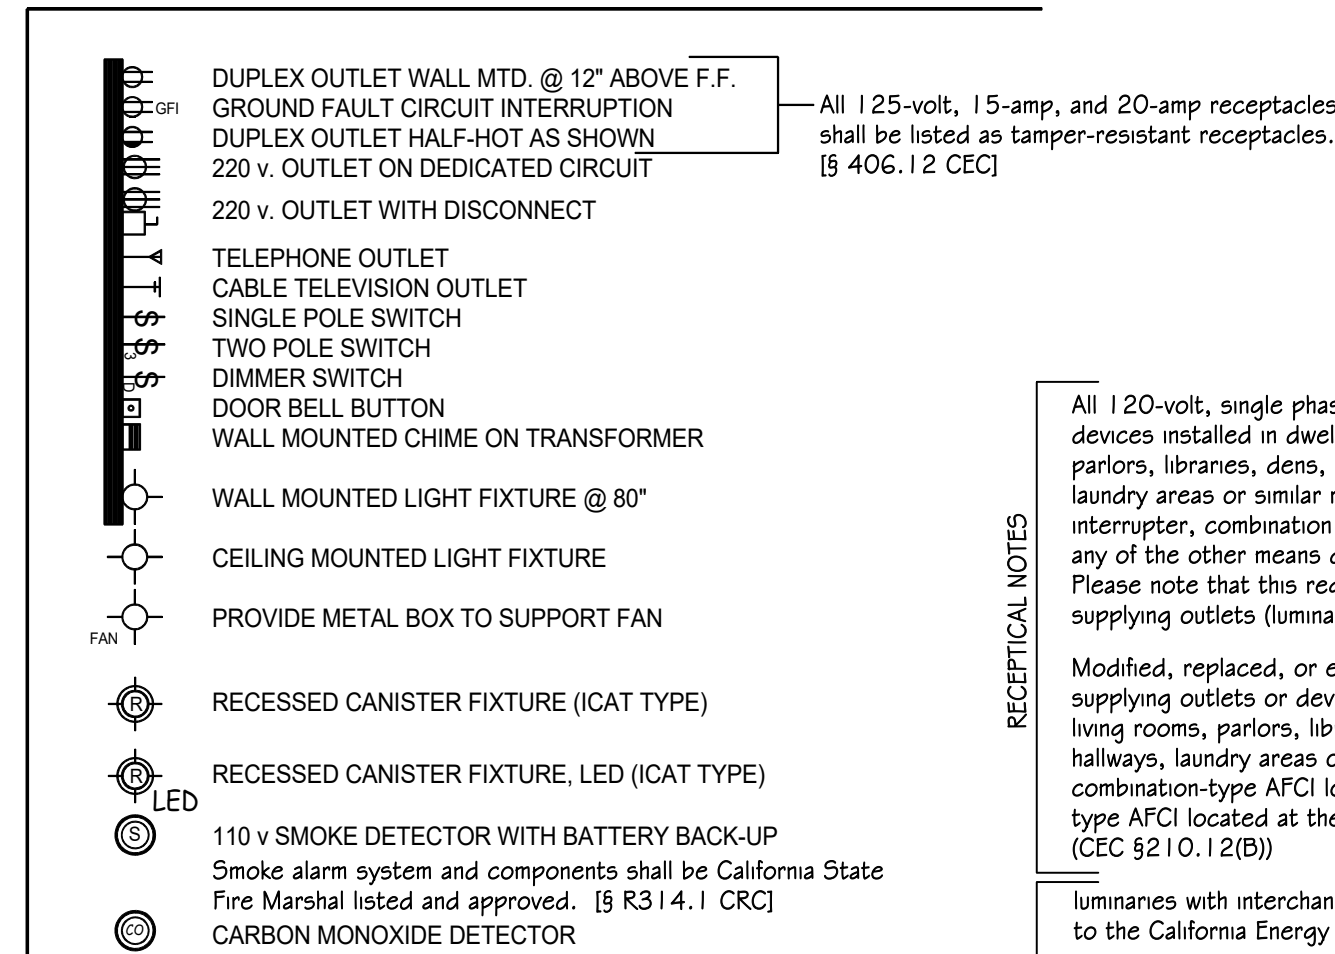 DUPLEX OUTLET WALL MTD. @ 12" ABOVE F.F.
GFI GROUND FAULT CIRCUIT INTERRUPTION
DUPLEX OUTLET HALF-HOT AS SHOWN
220 v. OUTLET ON DEDICATED CIRCUIT
220 v. OUTLET WITH DISCONNECT
All 125-volt, 15-amp, and 20-amp receptacles
shall be listed as tamper-resistant receptacles.
[§ 406.12 CEC]
TELEPHONE OUTLET
CABLE TELEVISION OUTLET
S SINGLE POLE SWITCH
S 3 TWO POLE SWITCH
S D DIMMER SWITCH
DOOR BELL BUTTON
WALL MOUNTED CHIME ON TRANSFORMER
WALL MOUNTED LIGHT FIXTURE @ 80"
CEILING MOUNTED LIGHT FIXTURE
FAN PROVIDE METAL BOX TO SUPPORT FAN
R RECESSED CANISTER FIXTURE (ICAT TYPE)
R LED RECESSED CANISTER FIXTURE, LED (ICAT TYPE)
S 110 v SMOKE DETECTOR WITH BATTERY BACK-UP
Smoke alarm system and components shall be California State
Fire Marshal listed and approved. [§ R314.1 CRC]
CO CARBON MONOXIDE DETECTOR
RECEPTICAL NOTES
All 120-volt, single
devices installed in
parlors, libraries, dens,
laundry areas or similar
interrupter, combination
any of the other means
Please note that this
supplying outlets
Modified, replaced, or
supplying outlets or
living rooms, parlors,
hallways, laundry areas
combination-type AFCI
type AFCI located at
(CEC §210.12(B))
luminaries with
to the California Energy